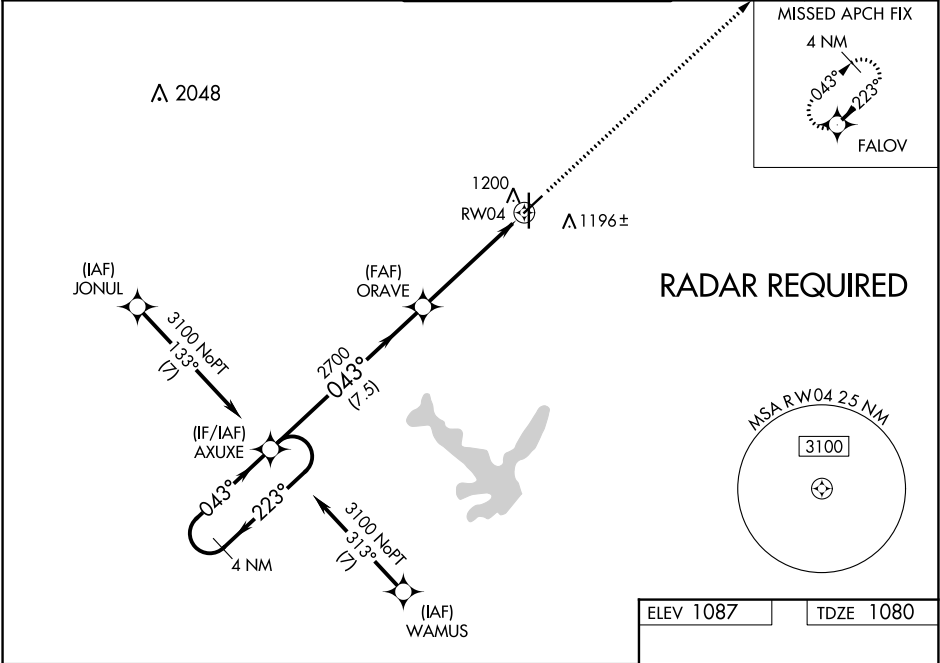 MISSED APCH FIX
4 NM
043°
223°
FALOV
2048
1200
RW04
1196±
(IAF)
JONUL
(FAF)
ORAVE
RADAR REQUIRED
3100 NoPT
133°
(7)
2700
043°
(7.5)
(IF/IAF)
AXUXE
043°
223°
4 NM
3100 NoPT
313°
(7)
(IAF)
WAMUS
MSA RW04 25 NM
3100
ELEV 1087
TDZE 1080